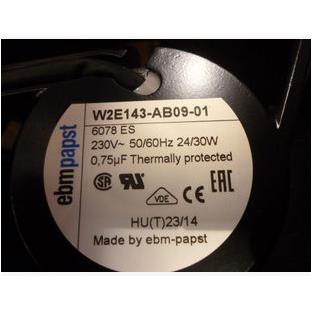 ebmpapst
W2E143-AB09-01
6078 ES
230V~ 50/60Hz 24/30W
0,75µF Thermally protected
VDE
EAC
HU(T)23/14
Made by ebm-papst